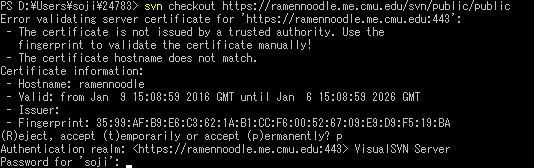 PS D:¥Users¥soji¥24783> svn checkout https://ramennoodle.me.cmu.edu/svn/public/public
Error validating server certificate for 'https://ramennoodle.me.cmu.edu:443':
- The certificate is not issued by a trusted authority. Use the
fingerprint to validate the certificate manually!
- The certificate hostname does not match.
Certificate information:
- Hostname: ramennoodle
- Valid: from Jan 9 15:08:59 2016 GMT until Jan 6 15:08:59 2026 GMT
- Issuer:
- Fingerprint: 35:99:AF:B9:E6:C3:62:1A:B1:CC:F6:00:52:67:09:E9:D9:F5:19:BA
(R)eject, accept (t)emporarily or accept (p)ermanently? p
Authentication realm: <https://ramennoodle.me.cmu.edu:443> VisualSVN Server
Password for 'soji':